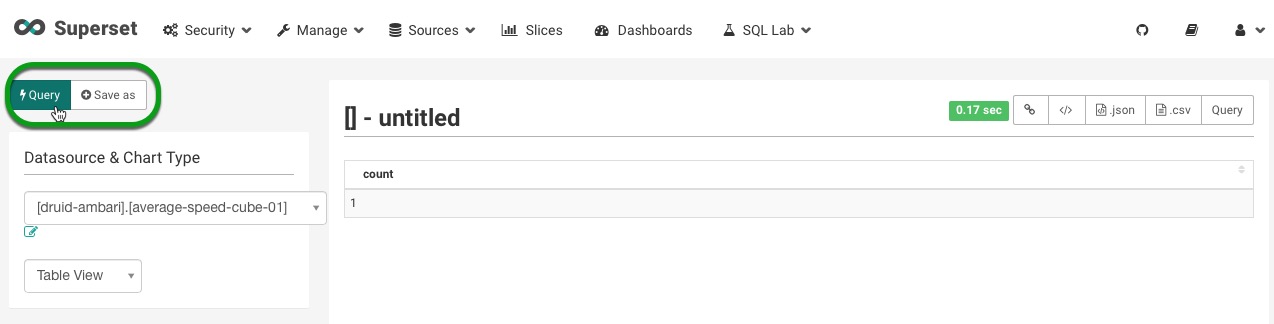 Superset Security Manage Sources Slices Dashboards SQL Lab
Query Save as
[] - untitled 0.17 sec .json .csv Query
Datasource & Chart Type
count
[druid-ambari].[average-speed-cube-01]
1
Table View